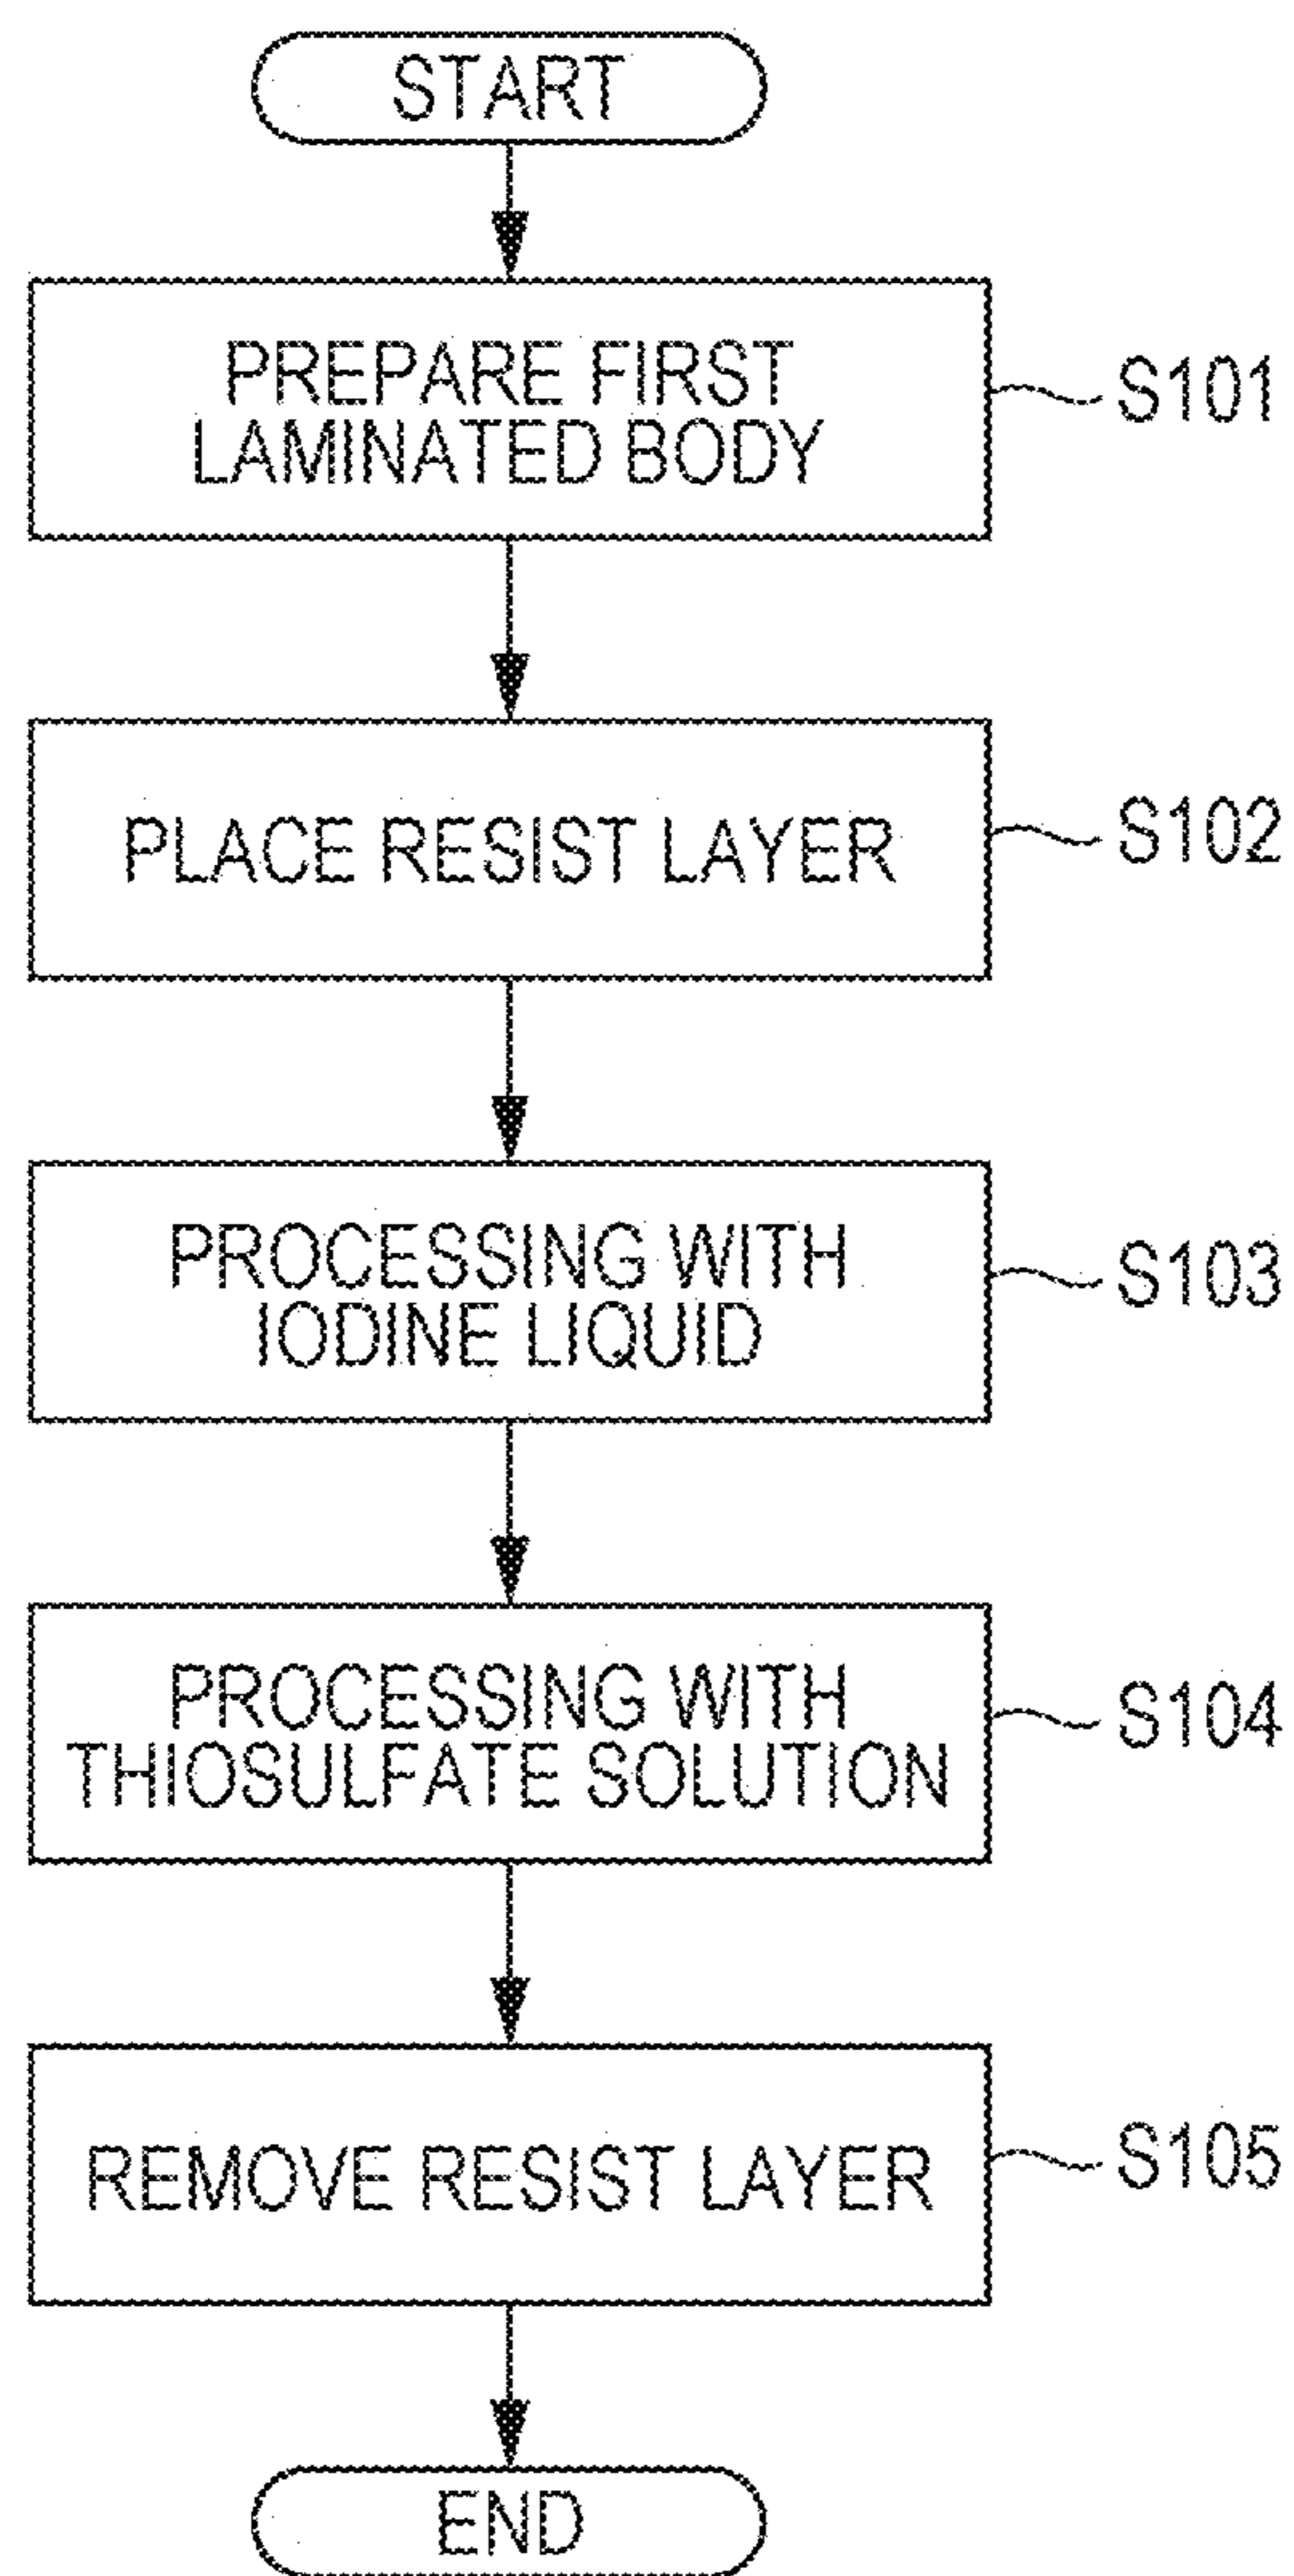 START
PREPARE FIRST
LAMINATED BODY
S101
PLACE RESIST LAYER
S102
PROCESSING WITH
IODINE LIQUID
S103
PROCESSING WITH
THIOSULFATE SOLUTION
S104
REMOVE RESIST LAYER
S105
END